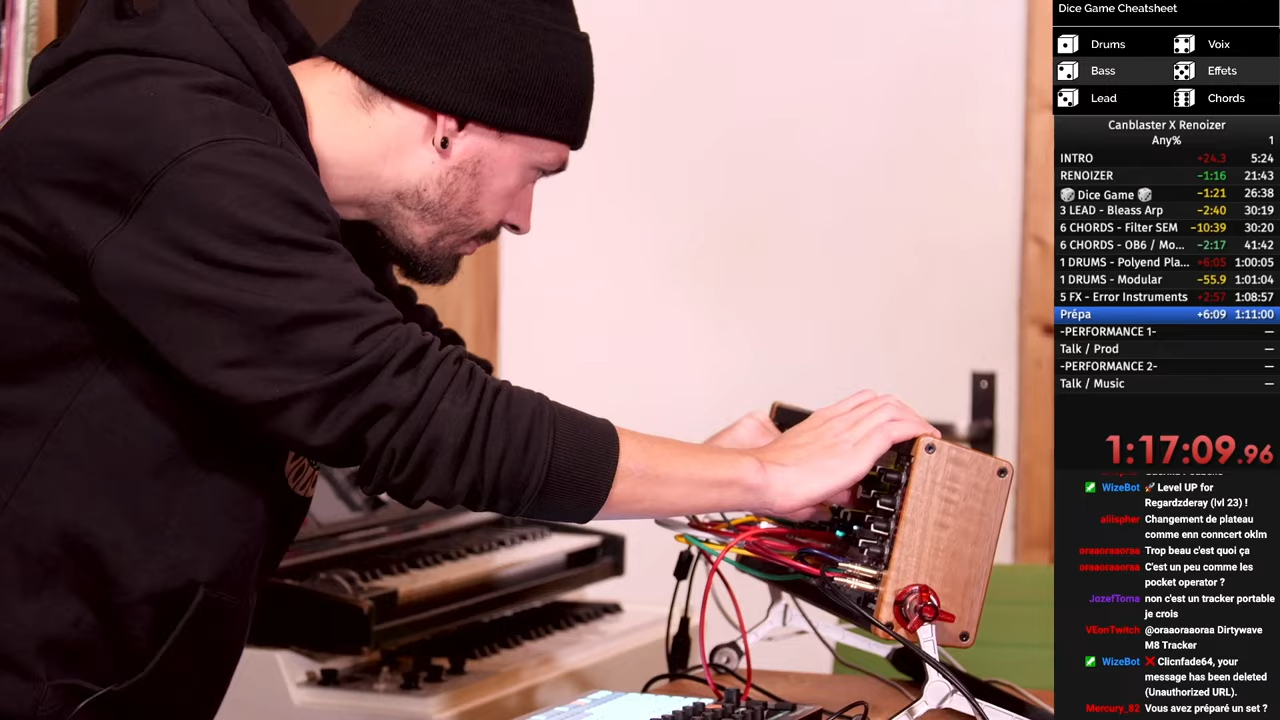 Dice Game Cheatsheet
Drums Voix
Bass Effets
Lead Chords
Canblaster X Renoizer
Any% 1
INTRO +24.3 5:24
RENOIZER −1:16 21:43
Dice Game −1:21 26:38
3 LEAD - Bleass Arp −2:40 30:19
6 CHORDS - Filter SEM −10:39 30:20
6 CHORDS - OB6 / Mo... −2:17 41:42
1 DRUMS - Polyend Pla... +6:05 1:00:05
1 DRUMS - Modular −55.9 1:01:04
5 FX - Error Instruments +2:57 1:08:57
Prépa +6:09 1:11:00
-PERFORMANCE 1- —
Talk / Prod —
-PERFORMANCE 2- —
Talk / Music —
1:17:09.96
WizeBot 🚀 Level UP for
Regardzderay (lvl 23) !
aliispher Changement de plateau
comme enn conncert oklm
oraaoraaoraa Trop beau c'est quoi ça
oraaoraaoraa C'est un peu comme les
pocket operator ?
JozefToma non c'est un tracker portable
je crois
VEonTwitch @oraaoraaoraa Dirtywave
M8 Tracker
WizeBot ❌ Clicnfade64, your
message has been deleted
(Unauthorized URL).
Mercury_82 Vous avez préparé un set ?